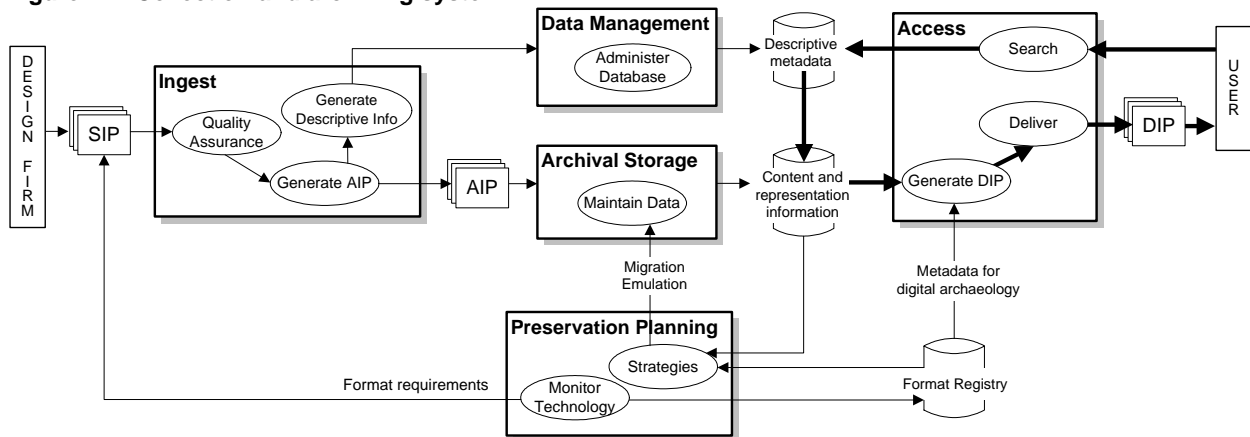 Data Management
Administer
Database
Descriptive
metadata
Access
Search
DESIGN FIRM
SIP
Ingest
Quality
Assurance
Generate
Descriptive Info
Generate AIP
AIP
Archival Storage
Maintain Data
Content and
representation
information
Generate DIP
Deliver
DIP
USER
Migration
Emulation
Metadata for
digital archaeology
Preservation Planning
Strategies
Monitor
Technology
Format requirements
Format Registry